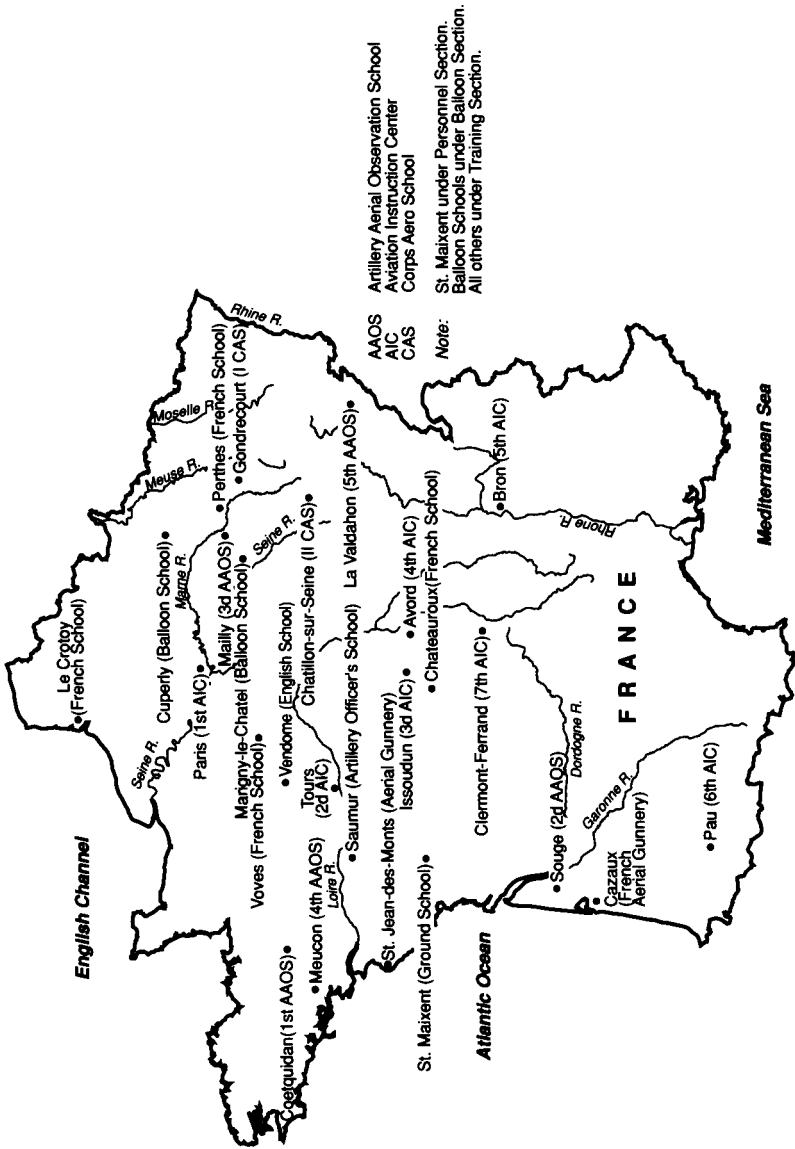 English Channel
Le Crotoy
(French School)
Seine R.
Cuperly (Balloon School)
Meuse R.
Moselle R.
Rhine R.
Marne R.
Paris (1st AIC)
Mailly (3d AAOS)
Perthes (French School)
Gondrecourt (I CAS)
Marigny-le-Chatel (Balloon School)
Seine R.
Voves (French School)
Coetquidan(1st AAOS)
Vendome (English School)
Chatillon-sur-Seine (II CAS)
Meucon (4th AAOS)
Tours
(2d AIC)
Loire R.
Saumur (Artillery Officer's School)
La Valdahon (5th AAOS)
St. Jean-des-Monts (Aerial Gunnery)
Issoudun (3d AIC)
Avord (4th AIC)
St. Maixent (Ground School)
Chateauroux(French School)
Atlantic Ocean
Clermont-Ferrand (7th AIC)
Bron (5th AIC)
Souge (2d AAOS)
Dordogne R.
Rhone R.
Cazaux
(French
Aerial Gunnery)
Garonne R.
FRANCE
Pau (6th AIC)
Mediterranean Sea
AAOS Artillery Aerial Observation School
AIC Aviation Instruction Center
CAS Corps Aero School
Note: St. Maixent under Personnel Section.
Balloon Schools under Balloon Section.
All others under Training Section.